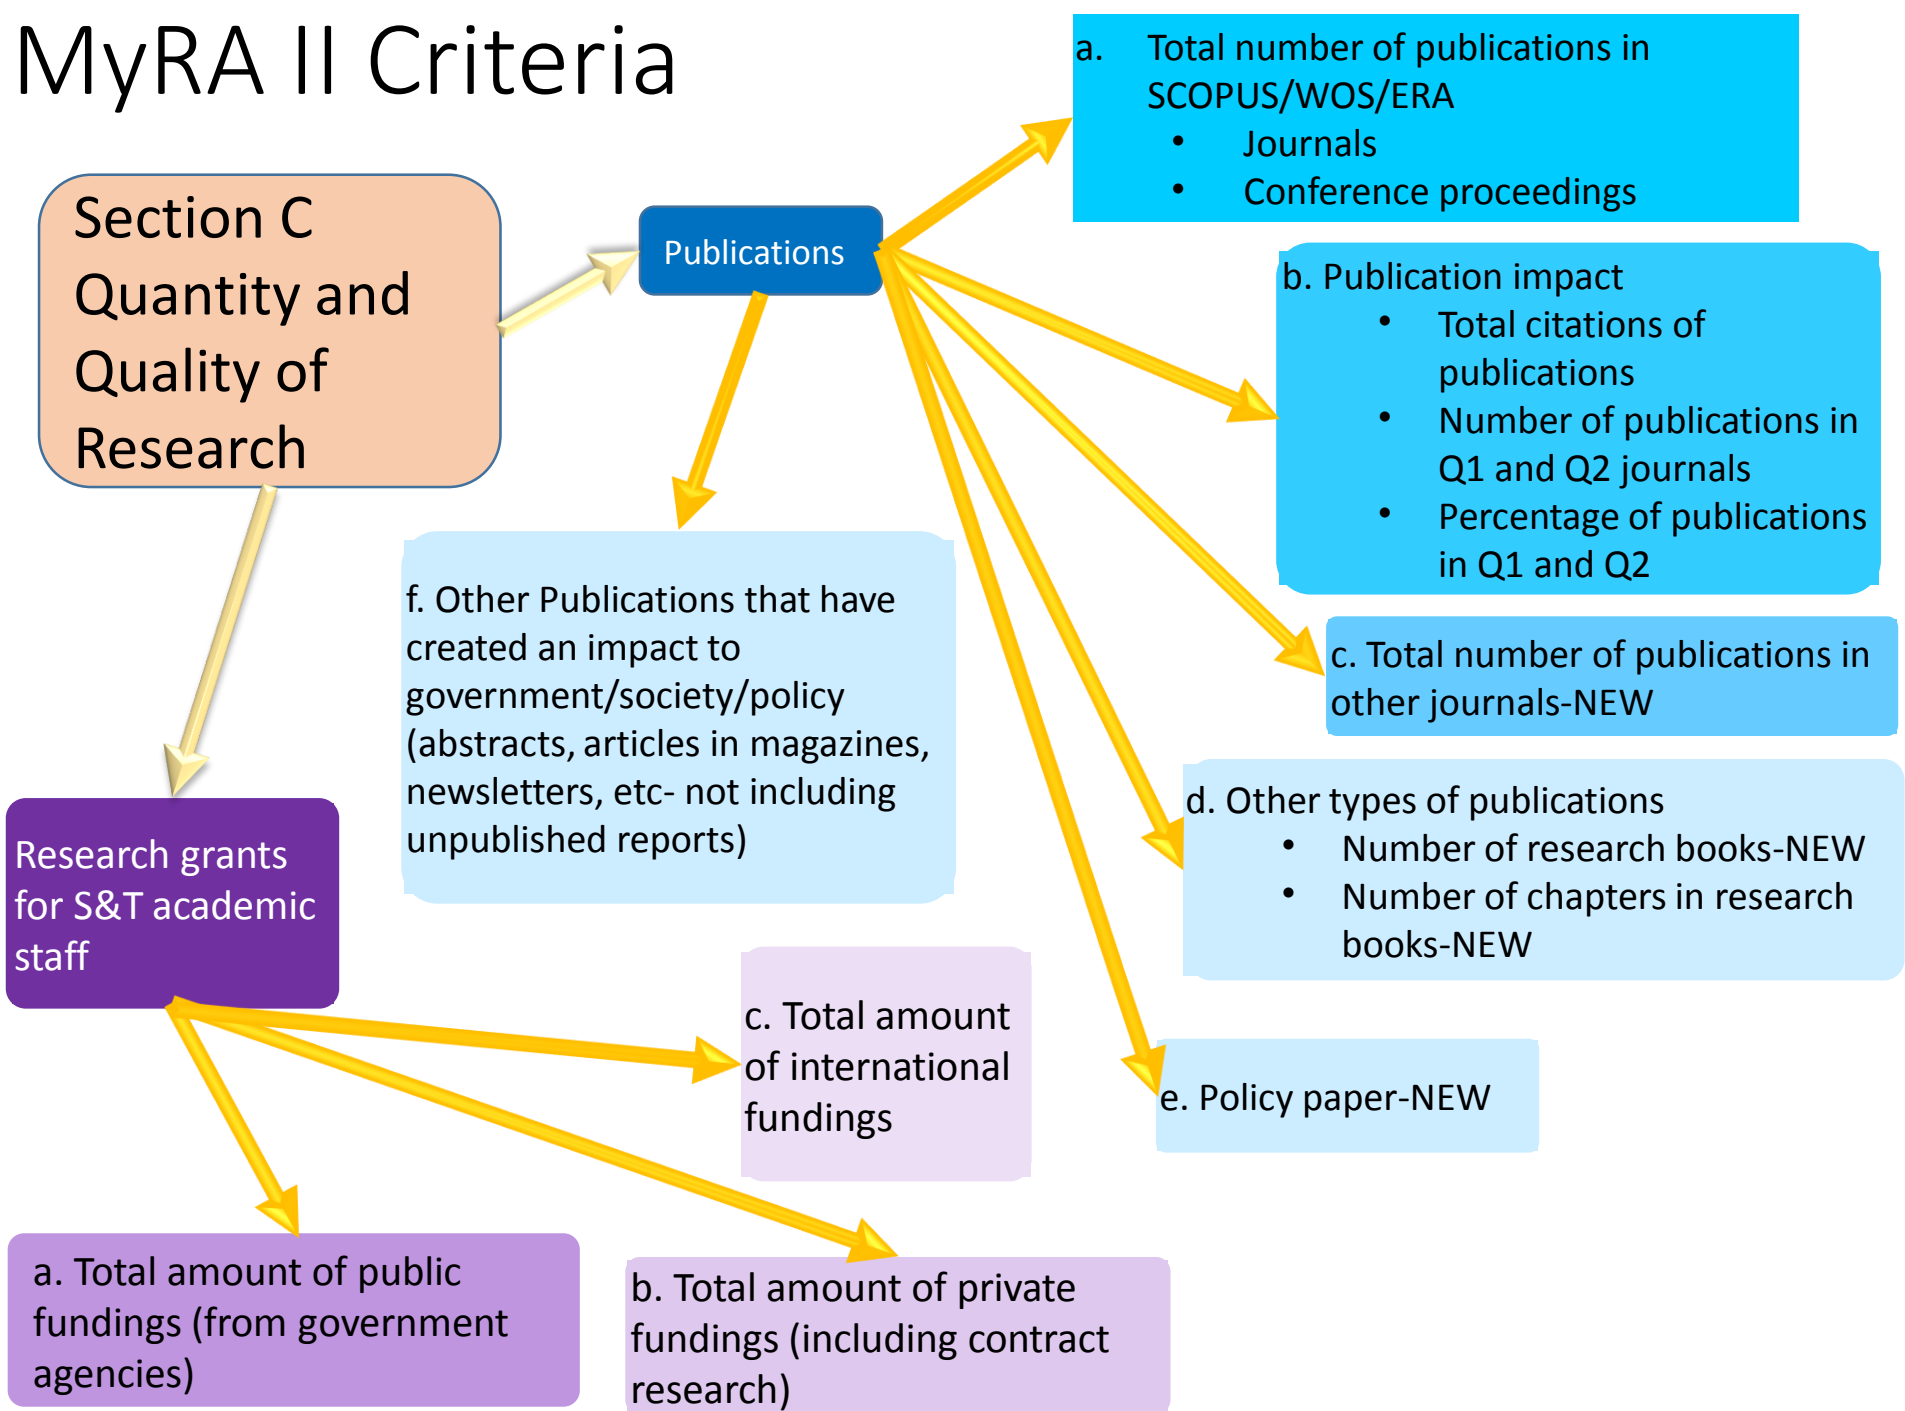 MyRA II Criteria
Section C
Quantity and
Quality of
Research
Publications
a. Total number of publications in
SCOPUS/WOS/ERA
• Journals
• Conference proceedings
b. Publication impact
• Total citations of
publications
• Number of publications in
Q1 and Q2 journals
• Percentage of publications
in Q1 and Q2
c. Total number of publications in
other journals-NEW
d. Other types of publications
• Number of research books-NEW
• Number of chapters in research
books-NEW
e. Policy paper-NEW
f. Other Publications that have
created an impact to
government/society/policy
(abstracts, articles in magazines,
newsletters, etc- not including
unpublished reports)
Research grants
for S&T academic
staff
a. Total amount of public
fundings (from government
agencies)
b. Total amount of private
fundings (including contract
research)
c. Total amount
of international
fundings